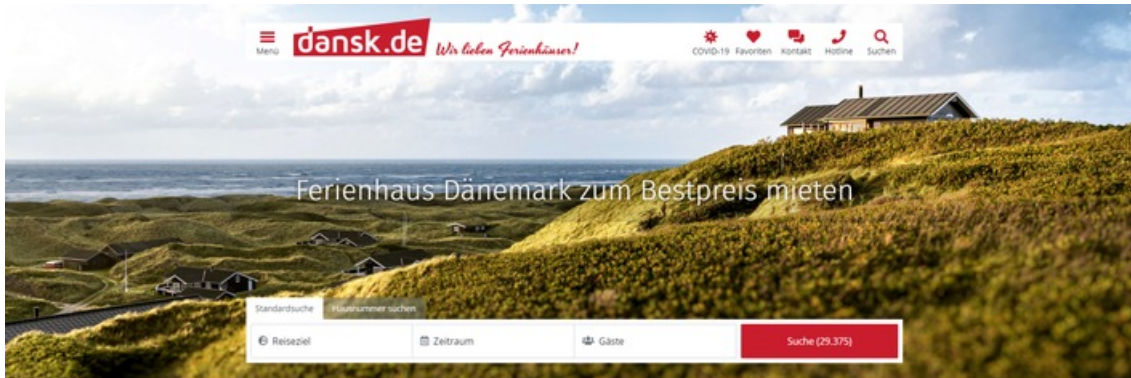 Menü
dansk.de
Wir lieben Ferienhäuser!
COVID-19 Favoriten Kontakt Hotline Suchen
Ferienhaus Dänemark zum Bestpreis mieten
Standardsuche Hausnummer suchen
Reiseziel Zeitraum Gäste Suche (29.375)